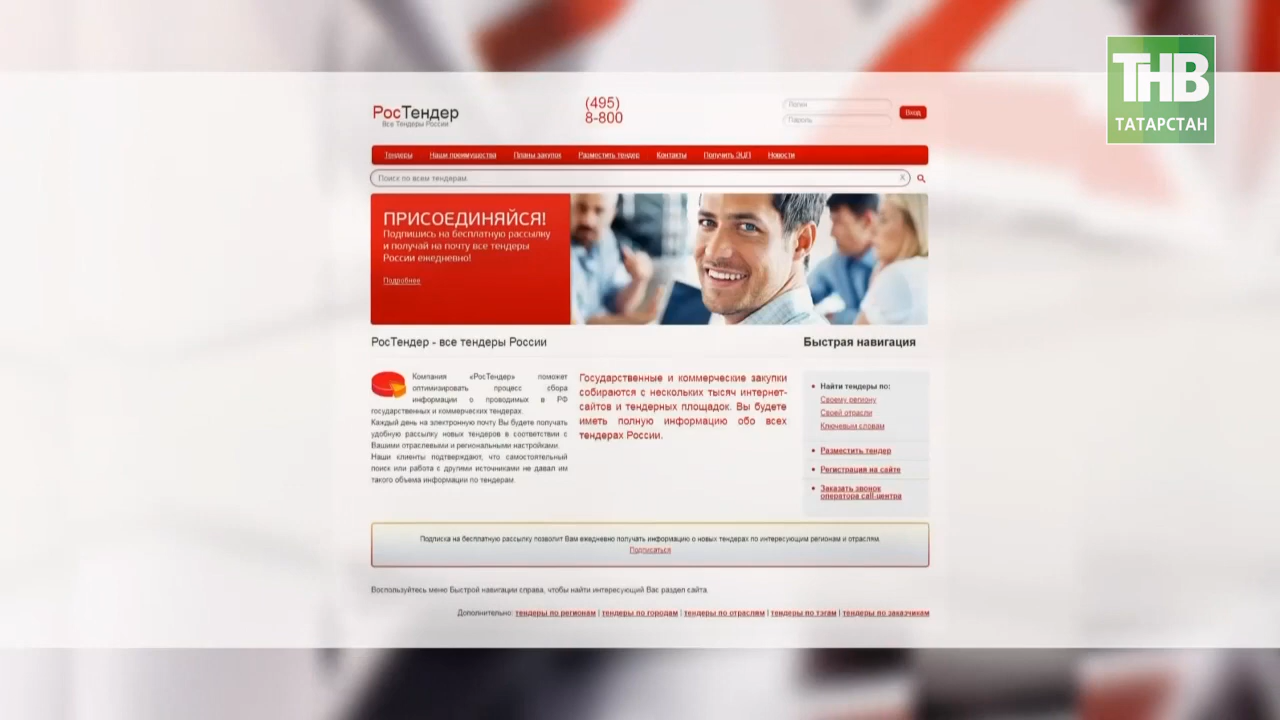 ТНВ
ТАТАРСТАН
РосТендер
Все Тендеры России
(495)
8-800
Логин
Пароль
Вход
Тендеры Наши преимущества Планы закупок Разместить тендер Контакты Получить ЭЦП Новости
Поиск по всем тендерам X
ПРИСОЕДИНЯЙСЯ!
Подпишись на бесплатную рассылку
и получай на почту все тендеры
России ежедневно!
Подробнее
РосТендер - все тендеры России
Компания «РосТендер» поможет
оптимизировать процесс сбора
информации о проводимых в РФ
государственных и коммерческих тендерах.
Каждый день на электронную почту Вы будете получать
удобную рассылку новых тендеров в соответствии с
Вашими отраслевыми и региональными настройками.
Наши клиенты подтверждают, что самостоятельный
поиск или работа с другими источниками не давал им
такого объема информации по тендерам.
Государственные и коммерческие закупки
собираются с нескольких тысяч интернет-
сайтов и тендерных площадок. Вы будете
иметь полную информацию обо всех
тендерах России.
Быстрая навигация
Найти тендеры по:
Своему региону
Своей отрасли
Ключевым словам
Разместить тендер
Регистрация на сайте
Заказать звонок
оператора call-центра
Подписка на бесплатную рассылку позволит Вам ежедневно получать информацию о новых тендерах по интересующим регионам и отраслям.
Подписаться
Воспользуйтесь меню Быстрой навигации справа, чтобы найти интересующий Вас раздел сайта.
Дополнительно: тендеры по регионам | тендеры по городам | тендеры по отраслям | тендеры по тэгам | тендеры по заказчикам